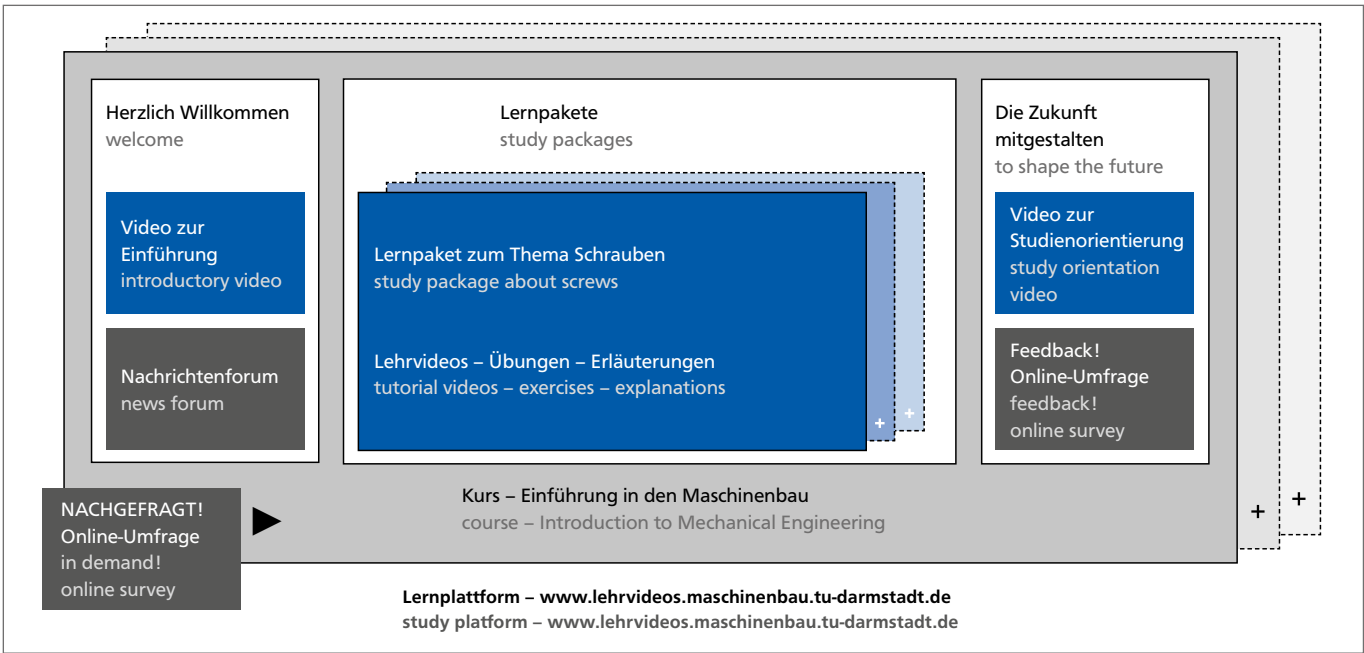 Herzlich Willkommen
welcome
Video zur
Einführung
introductory video
Nachrichtenforum
news forum
Lernpakete
study packages
Lernpaket zum Thema Schrauben
study package about screws
Lehrvideos – Übungen – Erläuterungen
tutorial videos – exercises – explanations
+
+
Die Zukunft
mitgestalten
to shape the future
Video zur
Studienorientierung
study orientation
video
Feedback!
Online-Umfrage
feedback!
online survey
NACHGEFRAGT!
Online-Umfrage
in demand!
online survey
Kurs – Einführung in den Maschinenbau
course – Introduction to Mechanical Engineering
+
+
Lernplattform – www.lehrvideos.maschinenbau.tu-darmstadt.de
study platform – www.lehrvideos.maschinenbau.tu-darmstadt.de